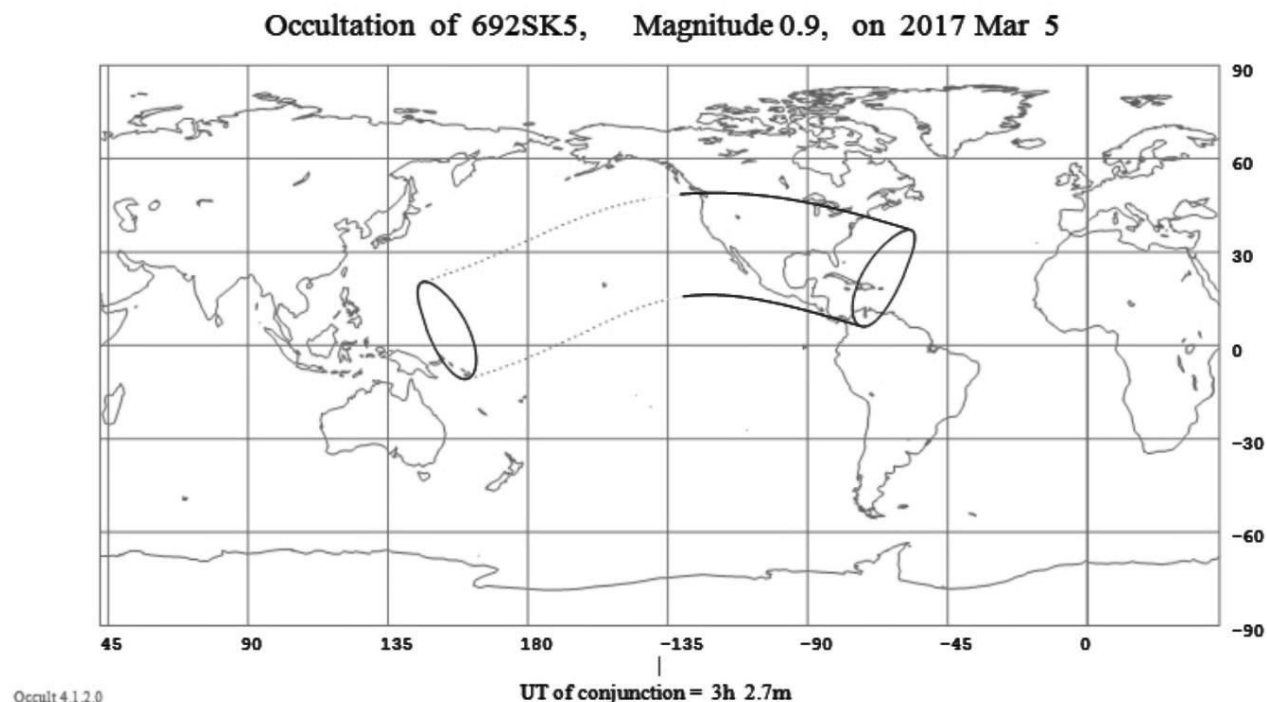 Occultation of 692SK5, Magnitude 0.9, on 2017 Mar 5
90
60
30
0
-30
-60
-90
45 90 135 180 -135 -90 -45 0
UT of conjunction = 3h 2.7m
Occult 4.1.2.0